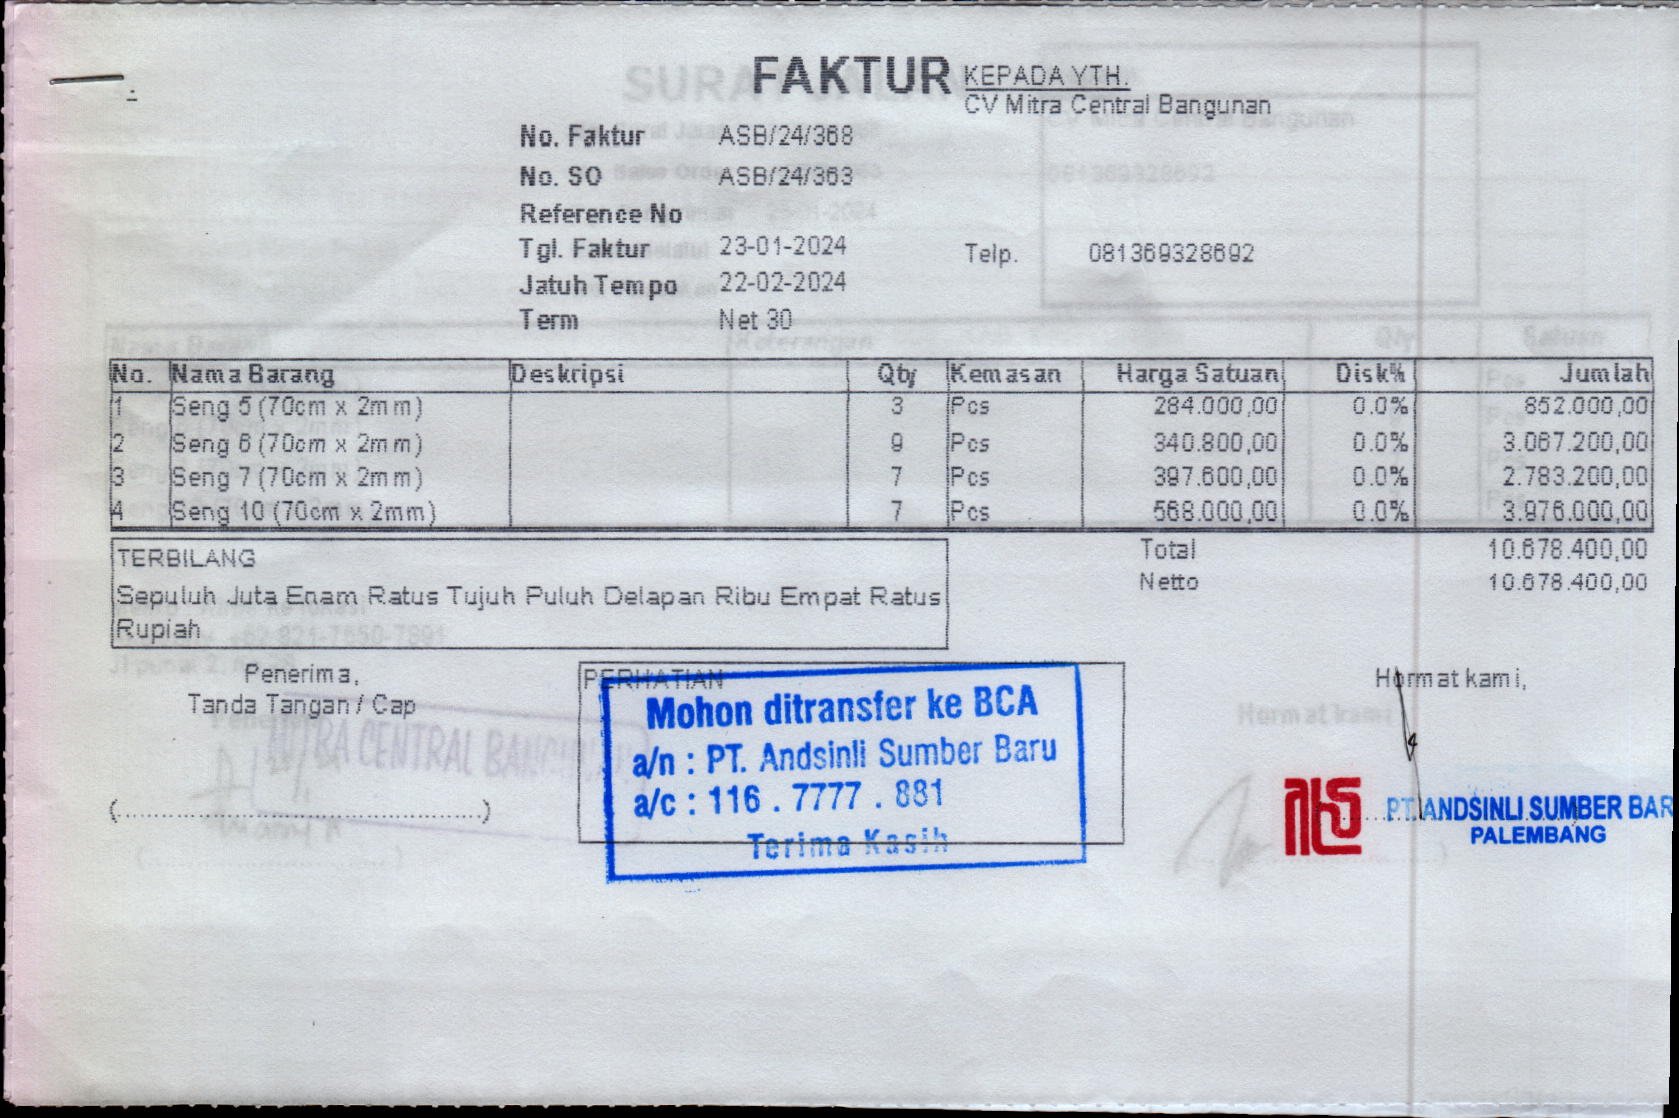 FAKTUR
KEPADA YTH.
CV Mitra Central Bangunan
No. Faktur ASB/24/368
No. SO ASB/24/363
Reference No
Tgl. Faktur 23-01-2024
Telp. 081369328692
Jatuh Tempo 22-02-2024
Term Net 30
No. Nama Barang Deskripsi Qty Kemasan Harga Satuan Disk% Jumlah
1 Seng 5 (70cm x 2mm) 3 Pcs 284.000,00 0.0% 852.000,00
2 Seng 6 (70cm x 2mm) 9 Pcs 340.800,00 0.0% 3.067.200,00
3 Seng 7 (70cm x 2mm) 7 Pcs 397.600,00 0.0% 2.783.200,00
4 Seng 10 (70cm x 2mm) 7 Pcs 568.000,00 0.0% 3.976.000,00
TERBILANG
Sepuluh Juta Enam Ratus Tujuh Puluh Delapan Ribu Empat Ratus
Rupiah
Total 10.678.400,00
Netto 10.678.400,00
Penerima,
Tanda Tangan / Cap
(....................................................)
PERHATIAN
Mohon ditransfer ke BCA
a/n : PT. Andsinli Sumber Baru
a/c : 116 . 7777 . 881
Terima Kasih
Hormat kami,
PT. ANDSINLI SUMBER BAR
PALEMBANG